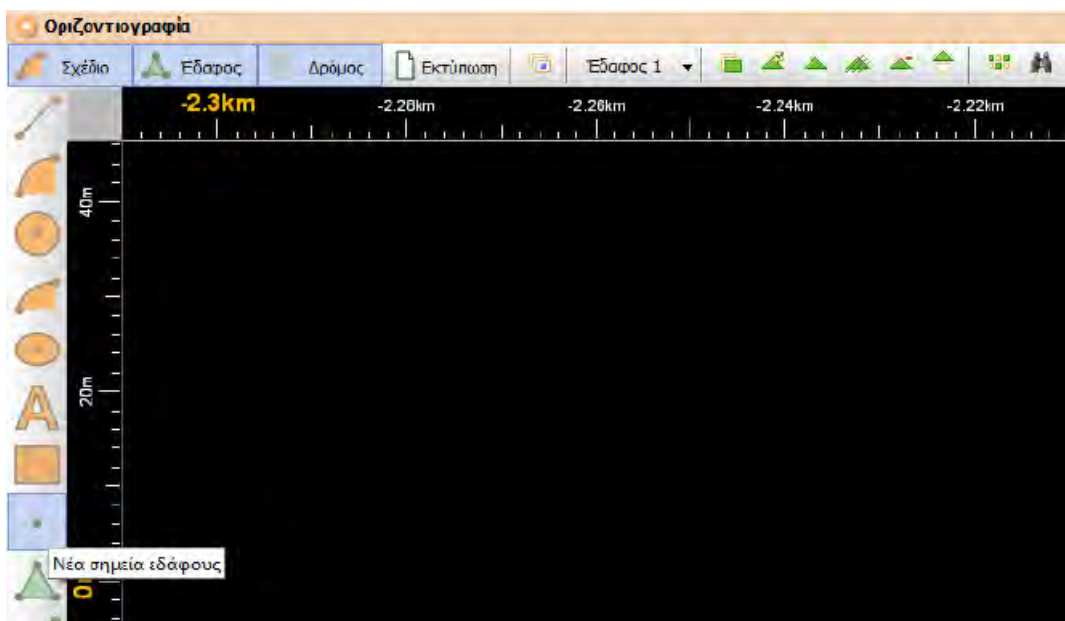 Οριζοντιογραφία
Σχέδιο Έδαφος Δρόμος Εκτύπωση Έδαφος 1
-2.3km -2.28km -2.26km -2.24km -2.22km
40m
20m
A
Νέα σημεία εδάφους